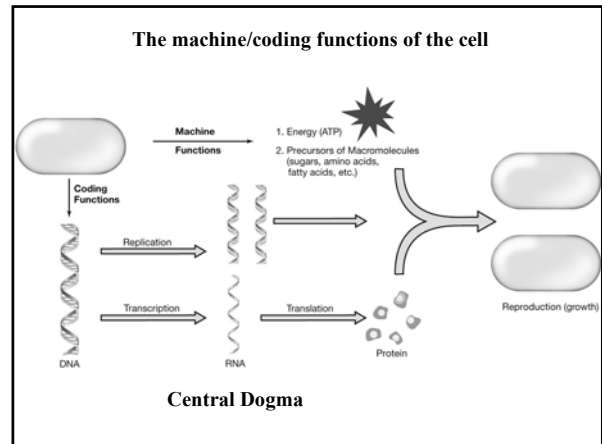 The machine/coding functions of the cell
Machine
Functions
1. Energy (ATP)
2. Precursors of Macromolecules
(sugars, amino acids,
fatty acids, etc.)
Coding
Functions
Replication
Transcription
Translation
Reproduction (growth)
DNA
RNA
Protein
Central Dogma